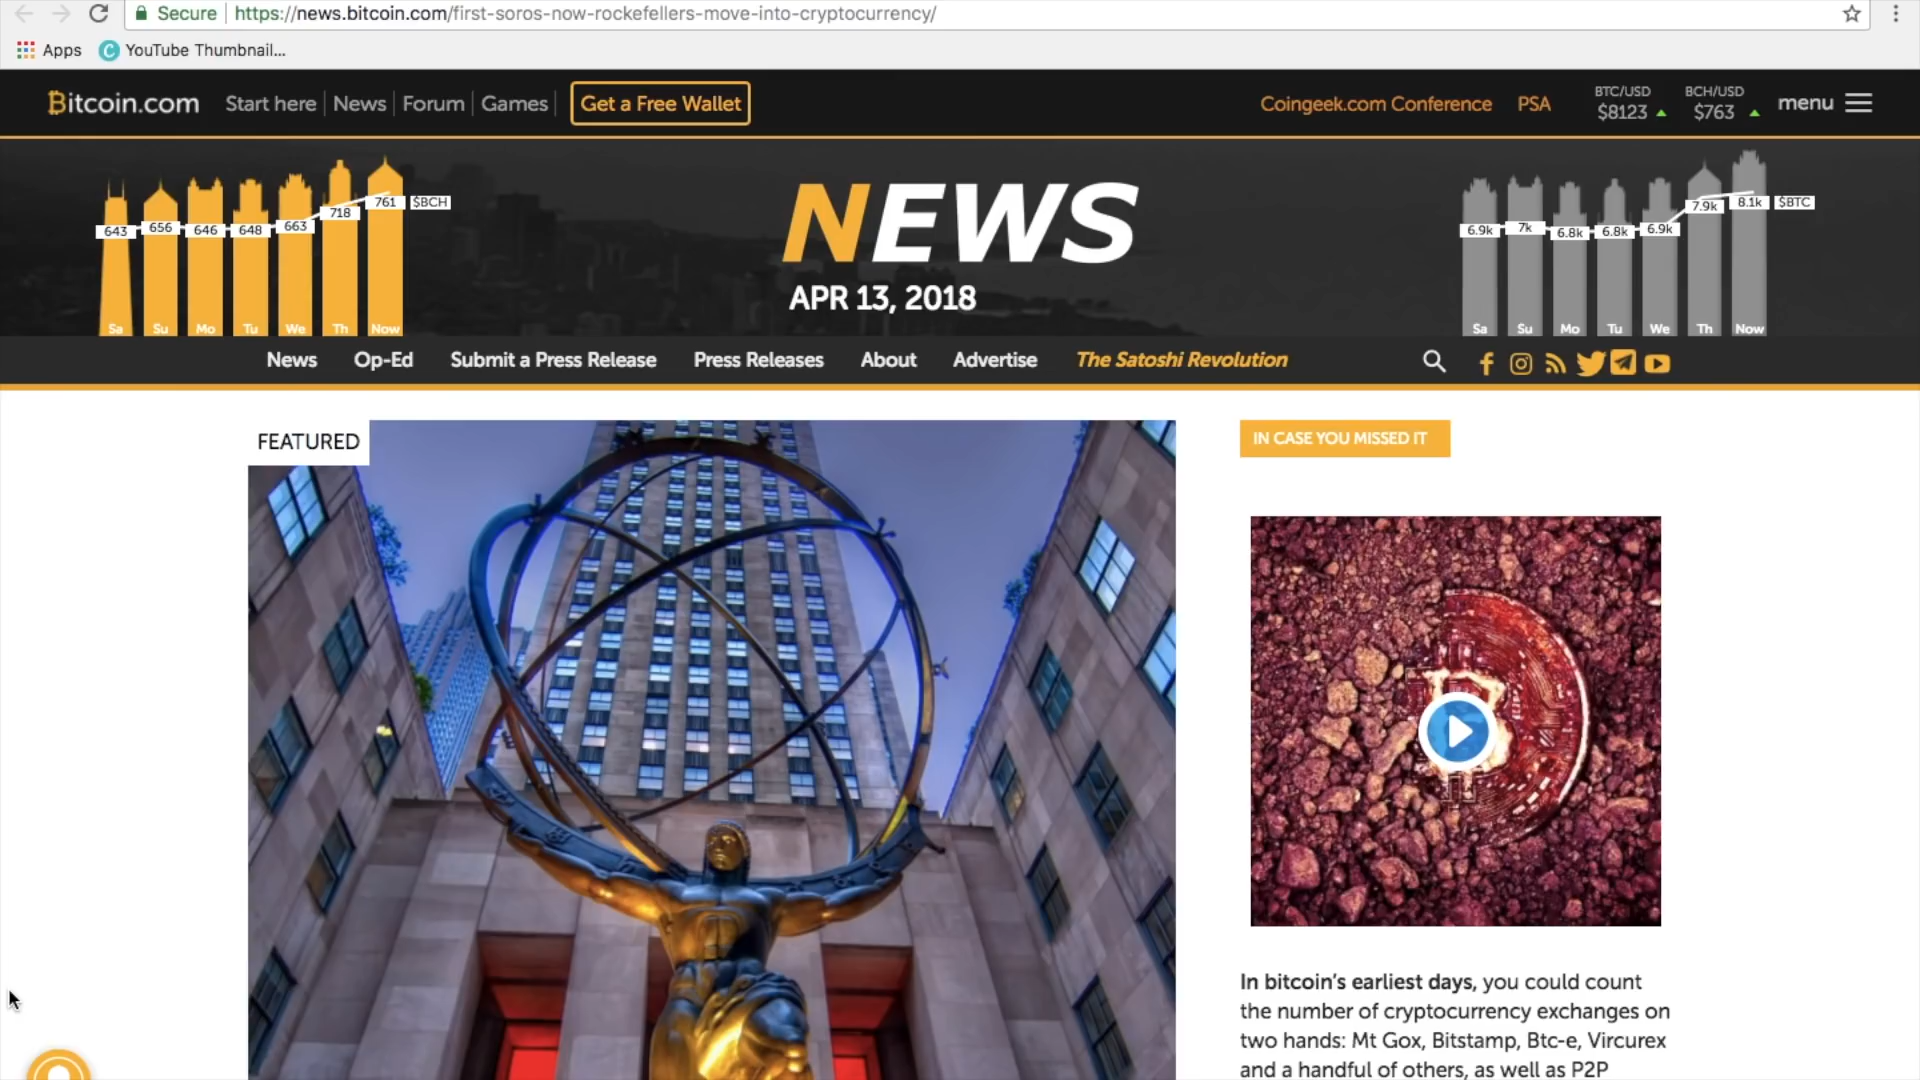 Secure https://news.bitcoin.com/first-soros-now-rockefellers-move-into-cryptocurrency/
Apps C YouTube Thumbnail...
Bitcoin.com Start here News Forum Games Get a Free Wallet Coingeek.com Conference PSA BTC/USD $8123 BCH/USD $763 menu
643 656 646 648 663 718 761 $BCH
Sa Su Mo Tu We Th Now
NEWS
APR 13, 2018
6.9k 7k 6.8k 6.8k 6.9k 7.9k 8.1k $BTC
Sa Su Mo Tu We Th Now
News Op-Ed Submit a Press Release Press Releases About Advertise The Satoshi Revolution
FEATURED
IN CASE YOU MISSED IT
In bitcoin's earliest days, you could count
the number of cryptocurrency exchanges on
two hands: Mt Gox, Bitstamp, Btc-e, Vircurex
and a handful of others, as well as P2P